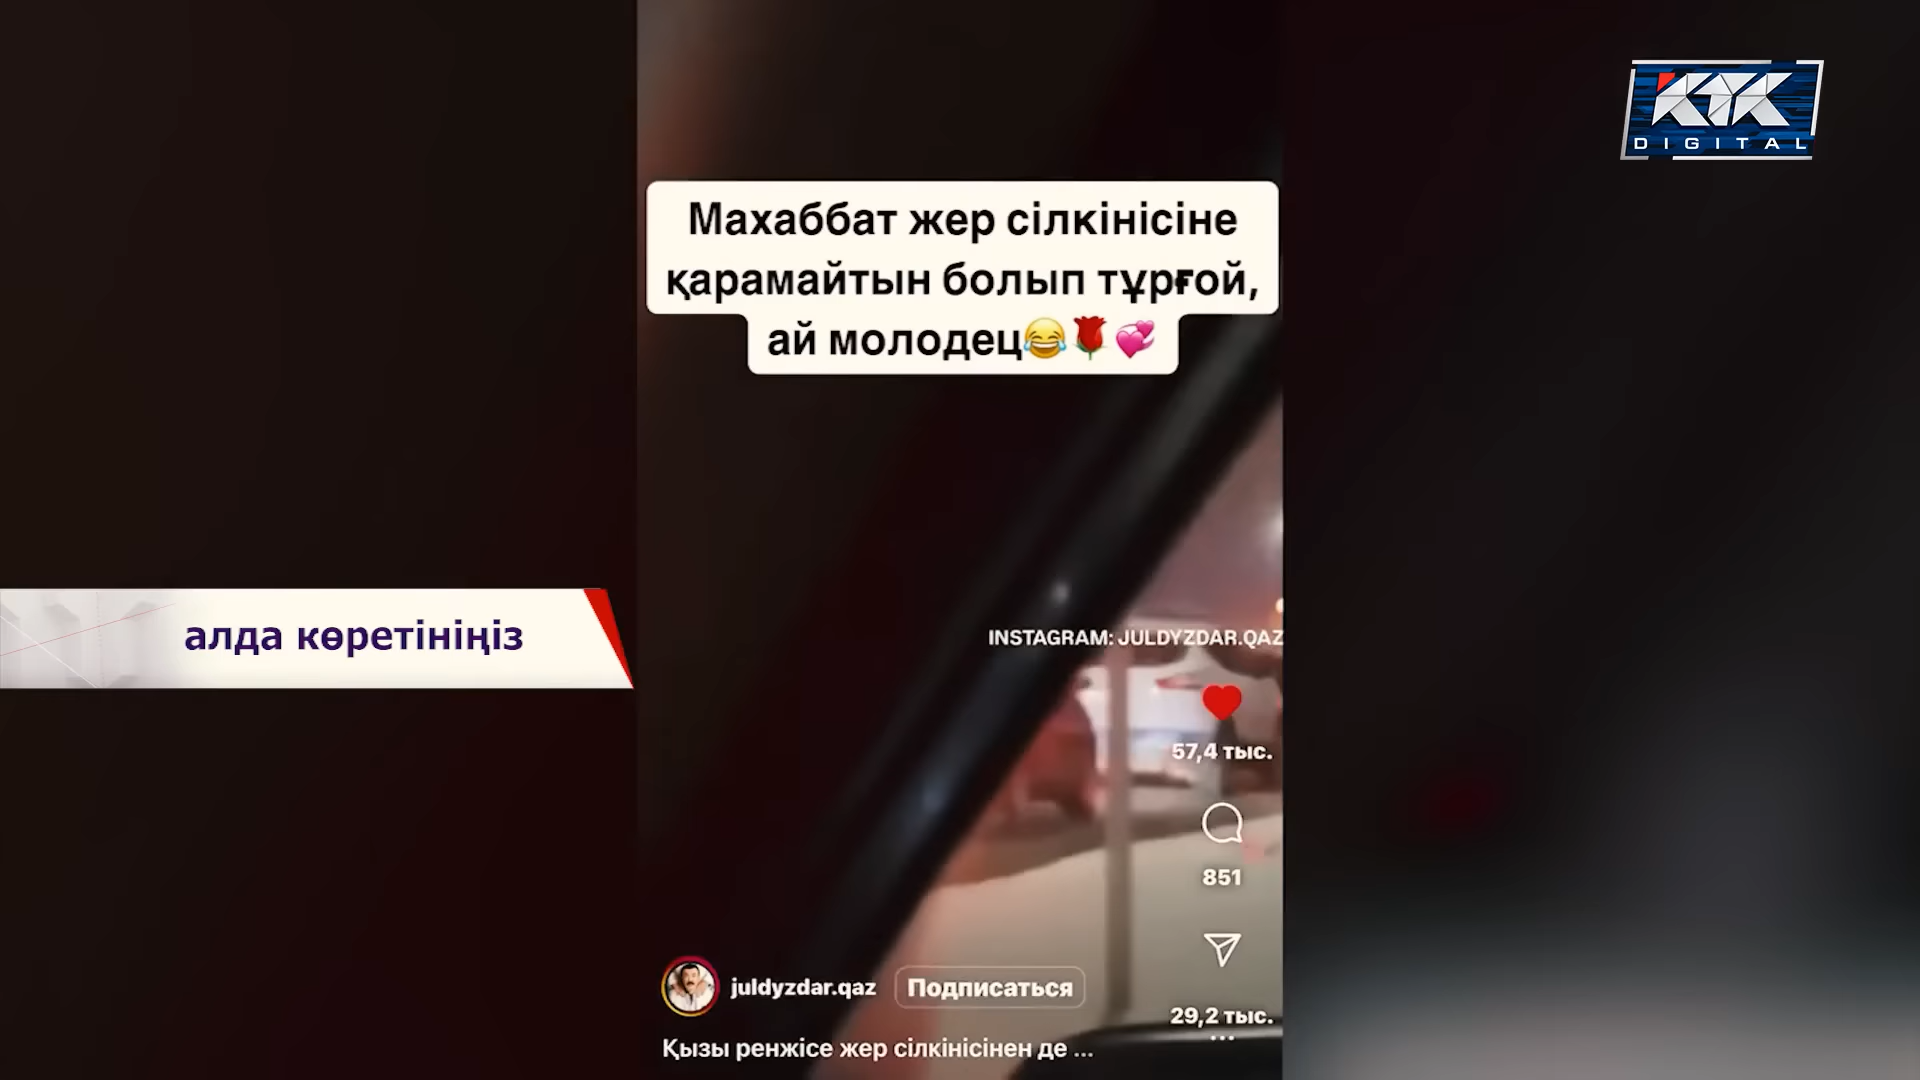 КТК
DIGITAL
Махаббат жер сілкінісіне
қарамайтын болып тұрғой,
ай молодец😂🌹💞
алда көретініңіз
INSTAGRAM: JULDYZDAR.QAZ
57,4 тыс.
851
juldyzdar.qaz
Подписаться
29,2 тыс.
Қызы ренжісе жер сілкінісінен де ...